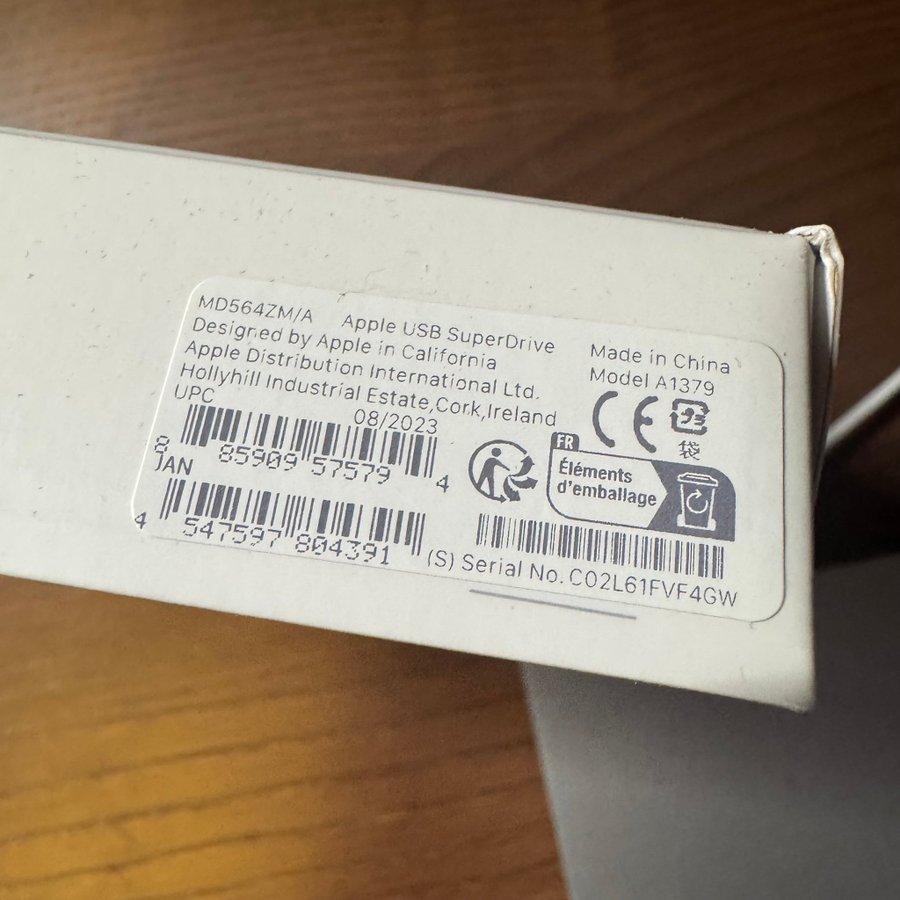 MD564ZM/A Apple USB SuperDrive
Designed by Apple in California
Apple Distribution International Ltd.
Hollyhill Industrial Estate,Cork,Ireland
UPC 08/2023
8 85909 57579 4
JAN
4 547597 804391
Made in China
Model A1379
CE
袋
FR
Éléments
d'emballage
(S) Serial No. C02L61FVF4GW